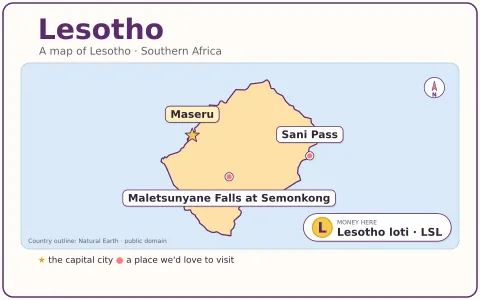 Lesotho
A map of Lesotho · Southern Africa
N
Maseru
Sani Pass
Maletsunyane Falls at Semonkong
L
MONEY HERE
Lesotho loti · LSL
Country outline: Natural Earth · public domain
★ the capital city ● a place we'd love to visit